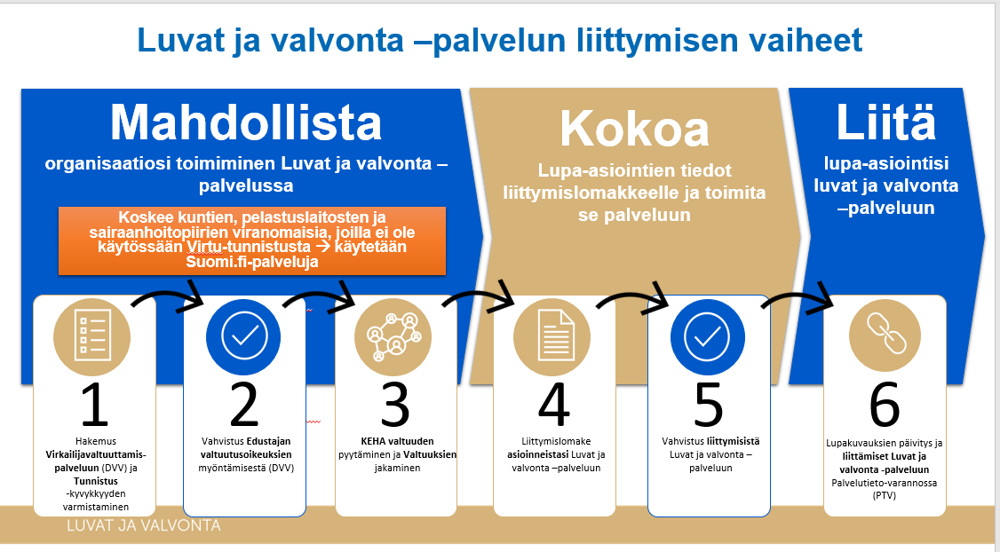 Luvat ja valvonta –palvelun liittymisen vaiheet
Mahdollista
organisaatiosi toimiminen Luvat ja valvonta –
palvelussa
Koskee kuntien, pelastuslaitosten ja
sairaanhoitopiirien viranomaisia, joilla ei ole
käytössään Virtu-tunnistusta → käytetään
Suomi.fi-palveluja
Kokoa
Lupa-asiointien tiedot
liittymislomakkeelle ja toimita
se palveluun
Liitä
lupa-asiointisi
luvat ja valvonta
–palveluun
1
Hakemus
Virkailijavaltuuttamis-
palveluun (DVV) ja
Tunnistus
-kyvykkyyden
varmistaminen
2
Vahvistus Edustajan
valtuutusoikeuksien
myöntämisestä (DVV)
3
KEHA valtuuden
pyytäminen ja Valtuuksien
jakaminen
4
Liittymislomake
asioinneistasi Luvat ja
valvonta –palveluun
5
Vahvistus liittymisistä
Luvat ja valvonta –
palveluun
6
Lupakuvauksien päivitys ja
liittämiset Luvat ja
valvonta -palveluun
Palvelutieto-varannossa
(PTV)
LUVAT JA VALVONTA